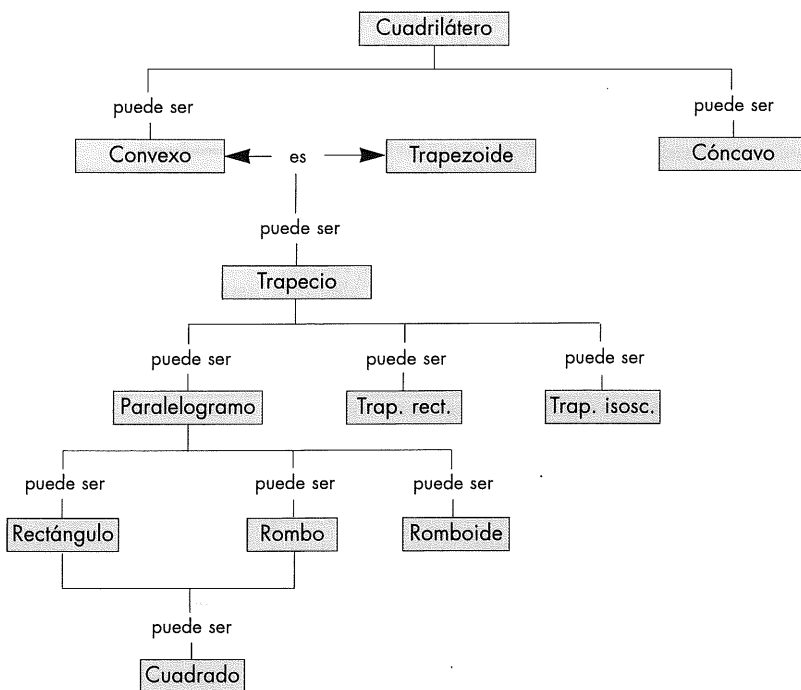 Cuadrilátero
puede ser
puede ser
Convexo
es
Trapezoide
Cóncavo
puede ser
Trapecio
puede ser
puede ser
puede ser
Paralelogramo
Trap. rect.
Trap. isosc.
puede ser
puede ser
puede ser
Rectángulo
Rombo
Romboide
puede ser
Cuadrado